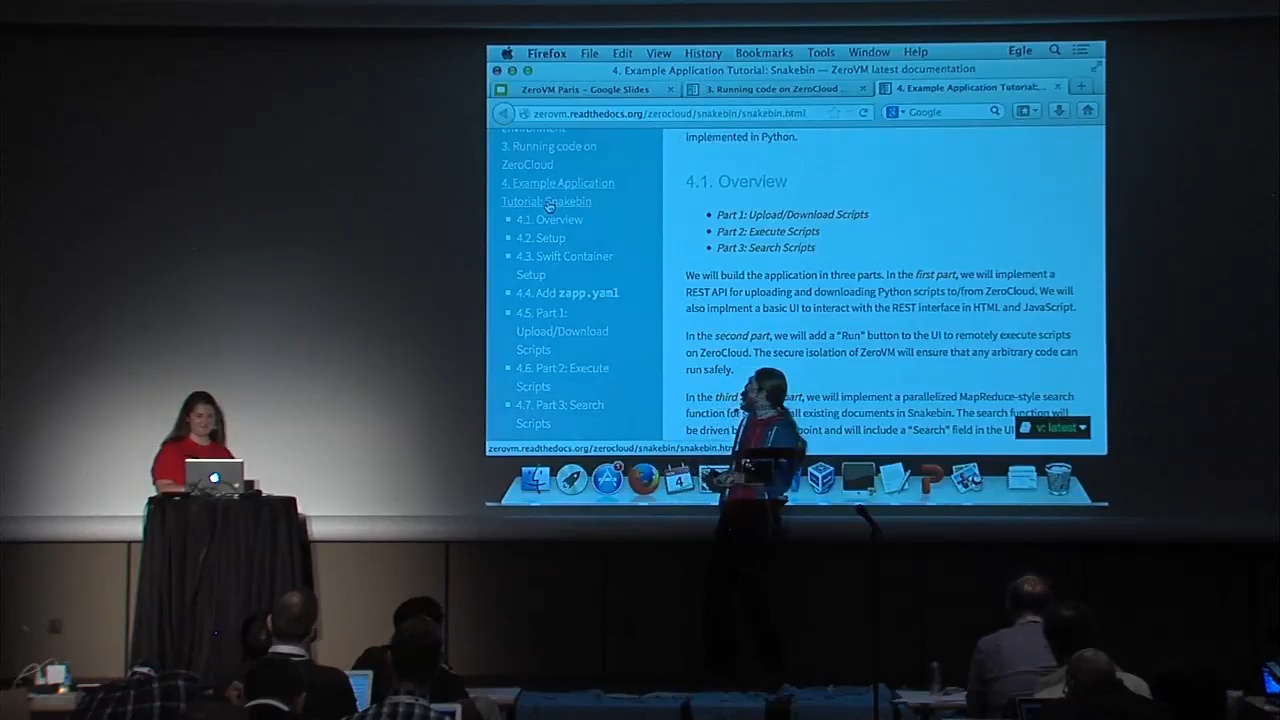 Firefox File Edit View History Bookmarks Tools Window Help Egle
4. Example Application Tutorial: Snakebin — ZeroVM latest documentation
ZeroVM Paris – Google Slides × 3. Running code on ZeroCloud ... × 4. Example Application Tutorial:... × +
zerovm.readthedocs.org/zerocloud/snakebin/snakebin.html Google
environment
3. Running code on
ZeroCloud
4. Example Application
Tutorial: Snakebin
4.1. Overview
4.2. Setup
4.3. Swift Container
Setup
4.4. Add zapp.yaml
4.5. Part 1:
Upload/Download
Scripts
4.6. Part 2: Execute
Scripts
4.7. Part 3: Search
Scripts
implemented in Python.
4.1. Overview
Part 1: Upload/Download Scripts
Part 2: Execute Scripts
Part 3: Search Scripts
We will build the application in three parts. In the first part, we will implement a
REST API for uploading and downloading Python scripts to/from ZeroCloud. We will
also implment a basic UI to interact with the REST interface in HTML and JavaScript.
In the second part, we will add a “Run” button to the UI to remotely execute scripts
on ZeroCloud. The secure isolation of ZeroVM will ensure that any arbitrary code can
run safely.
In the third part, we will implement a parallelized MapReduce-style search
function for all existing documents in Snakebin. The search function will
be driven by point and will include a “Search” field in the UI
v: latest
zerovm.readthedocs.org/zerocloud/snakebin/snakebin.htm
1
4